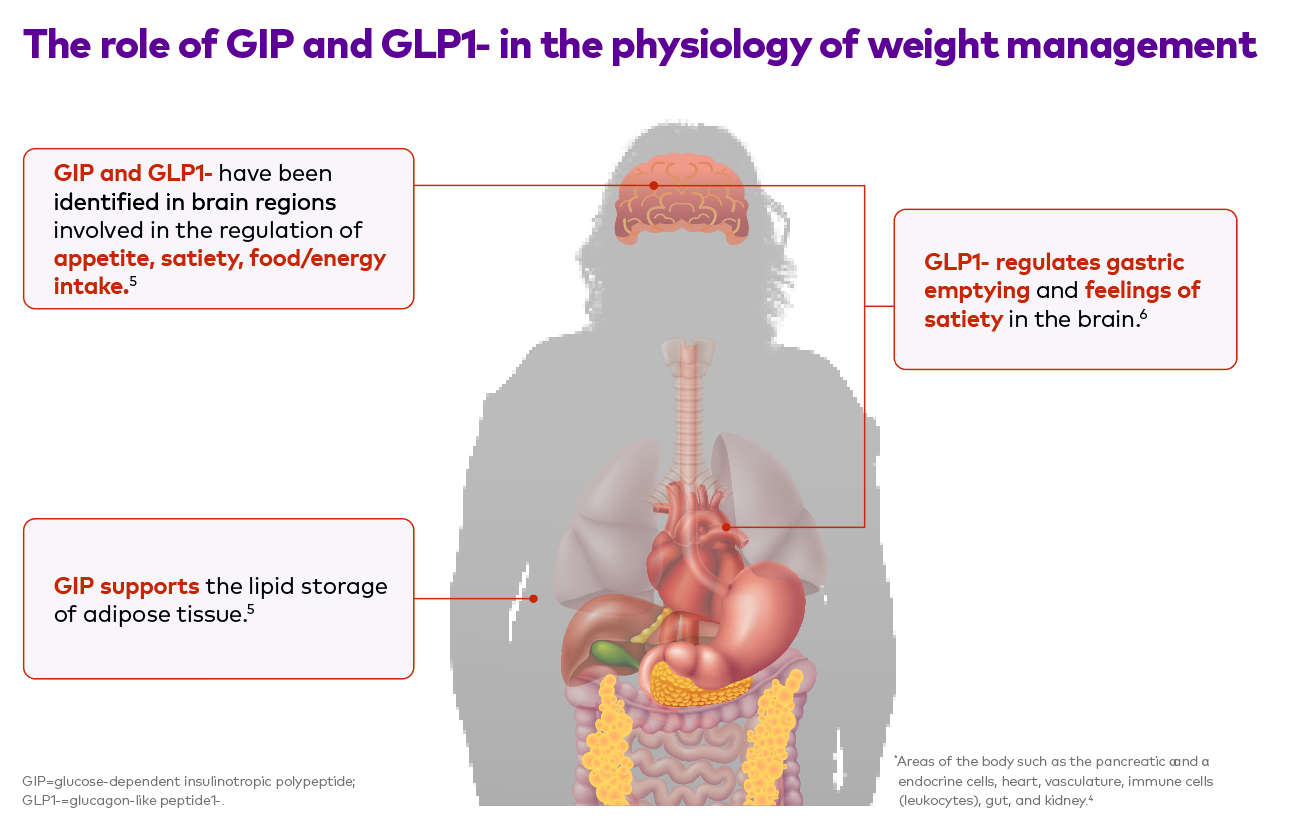 The role of GIP and GLP1- in the physiology of weight management
GIP and GLP1- have been
identified in brain regions
involved in the regulation of
appetite, satiety, food/energy
intake.⁵
GLP1- regulates gastric
emptying and feelings of
satiety in the brain.⁶
GIP supports the lipid storage
of adipose tissue.⁵
GIP=glucose-dependent insulinotropic polypeptide;
GLP1-=glucagon-like peptide1-.
*Areas of the body such as the pancreatic ɑnd ɑ
endocrine cells, heart, vasculature, immune cells
(leukocytes), gut, and kidney.⁴